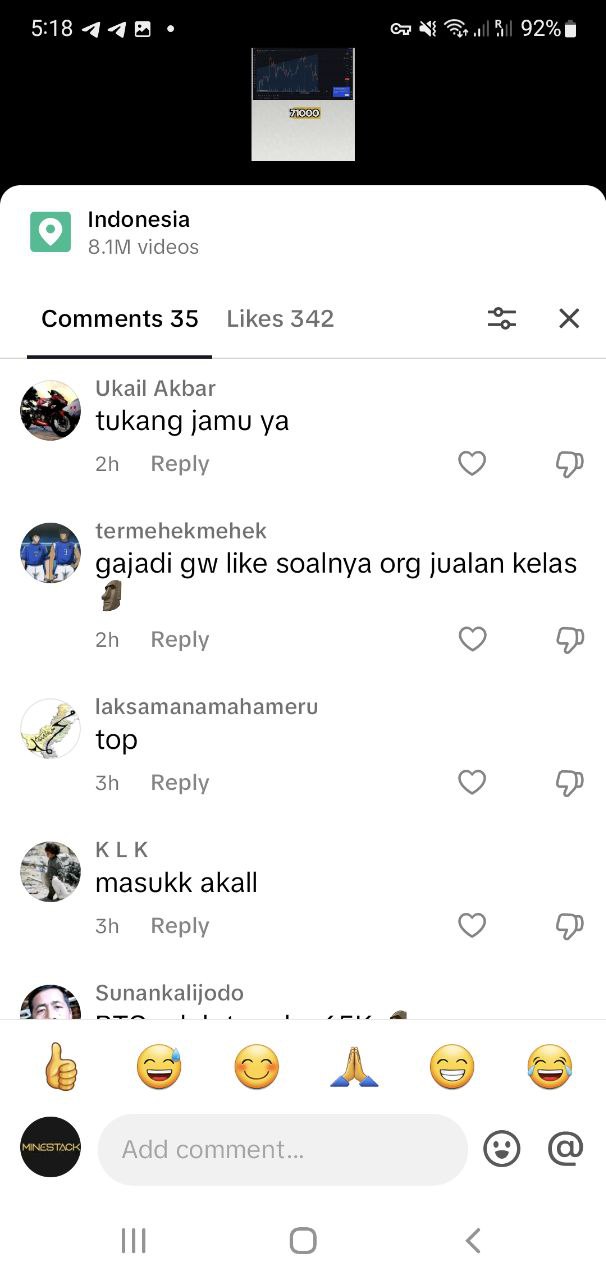 5:18
92%
71000
Indonesia
8.1M videos
Comments 35
Likes 342
Ukail Akbar
tukang jamu ya
2h Reply
termehekmehek
gajadi gw like soalnya org jualan kelas
🗿
2h Reply
laksamanamahameru
top
3h Reply
K L K
masukk akall
3h Reply
Sunankalijodo
MINESTACK
Add comment...